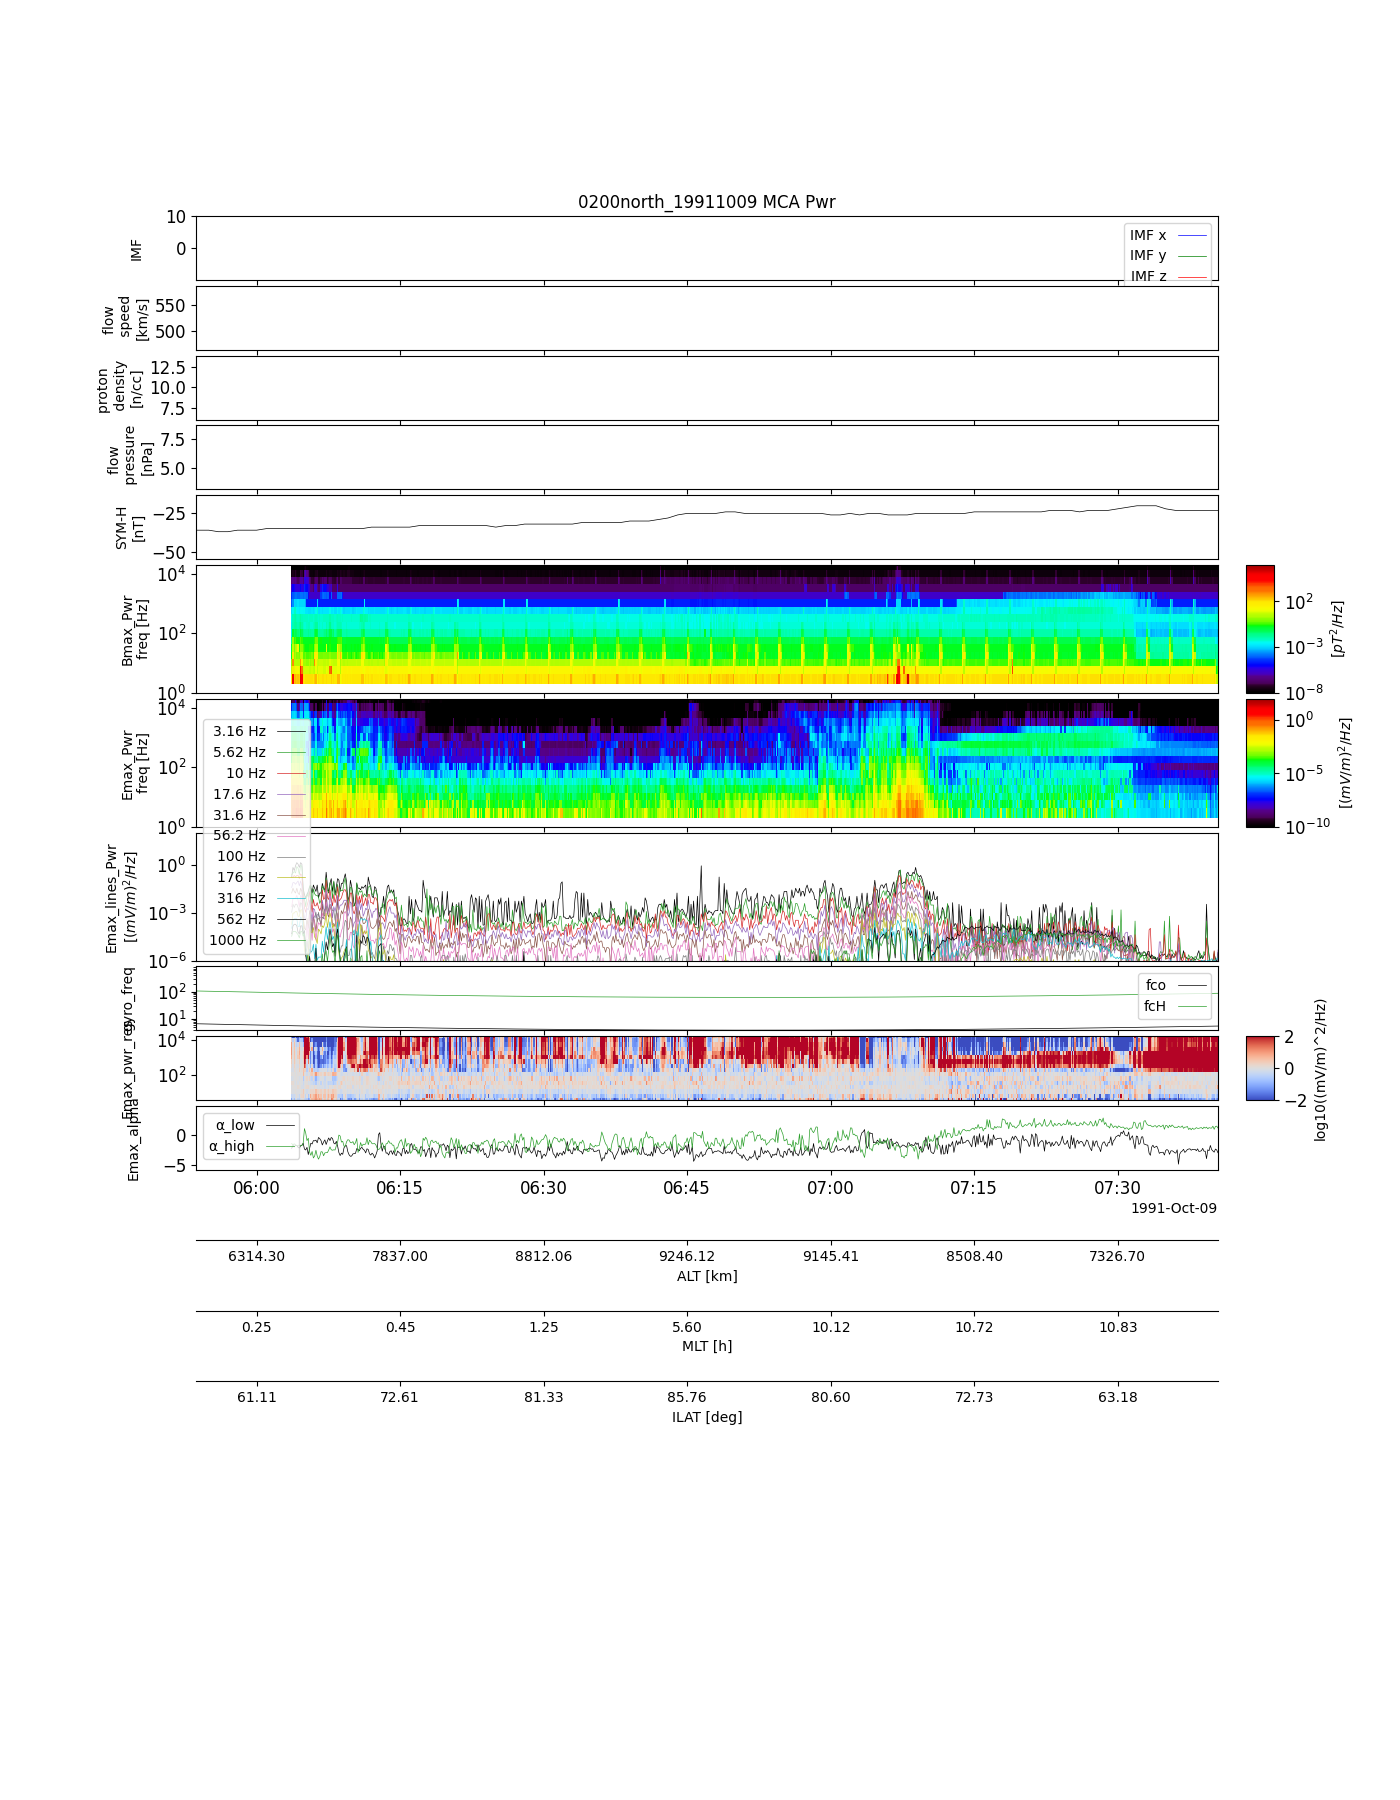 0200north_19911009 MCA Pwr
10
0
IMF
IMF x
IMF y
IMF z
550
500
flow
speed
[km/s]
12.5
10.0
7.5
proton
density
[n/cc]
7.5
5.0
flow
pressure
[nPa]
−25
−50
SYM-H
[nT]
10^4
10^2
10^0
Bmax_Pwr
freq [Hz]
10^2
10^−3
10^−8
[pT^2/Hz]
10^4
10^2
10^0
Emax_Pwr
freq [Hz]
10^0
10^−5
10^−10
[(mV/m)^2/Hz]
3.16 Hz
5.62 Hz
10 Hz
17.6 Hz
31.6 Hz
56.2 Hz
100 Hz
176 Hz
316 Hz
562 Hz
1000 Hz
10^0
10^−3
10^−6
Emax_lines_Pwr
[(mV/m)^2/Hz]
10^2
10^1
gyro_freq
fco
fcH
10^4
10^2
Emax_pwr_reg
2
0
−2
log10((mV/m)^2/Hz)
0
−5
Emax_alpha
α_low
α_high
06:00 06:15 06:30 06:45 07:00 07:15 07:30
1991-Oct-09
6314.30 7837.00 8812.06 9246.12 9145.41 8508.40 7326.70
ALT [km]
0.25 0.45 1.25 5.60 10.12 10.72 10.83
MLT [h]
61.11 72.61 81.33 85.76 80.60 72.73 63.18
ILAT [deg]